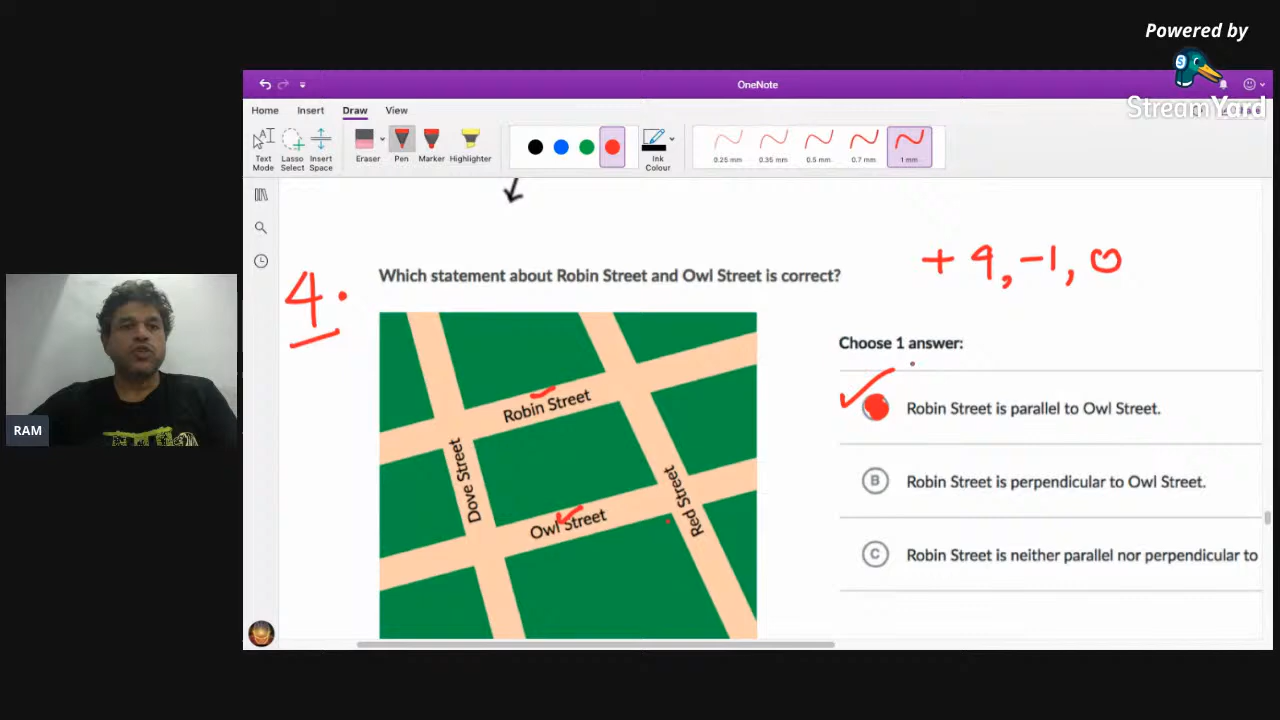 Powered by
StreamYard
OneNote
Home Insert Draw View
Text Mode
Lasso Select
Insert Space
Eraser
Pen
Marker
Highlighter
Ink Colour
0.25 mm
0.35 mm
0.5 mm
0.7 mm
1 mm
4.
Which statement about Robin Street and Owl Street is correct?
+ 9, -1, 0
Robin Street
Dove Street
Owl Street
Red Street
Choose 1 answer:
Robin Street is parallel to Owl Street.
B Robin Street is perpendicular to Owl Street.
C Robin Street is neither parallel nor perpendicular to
RAM